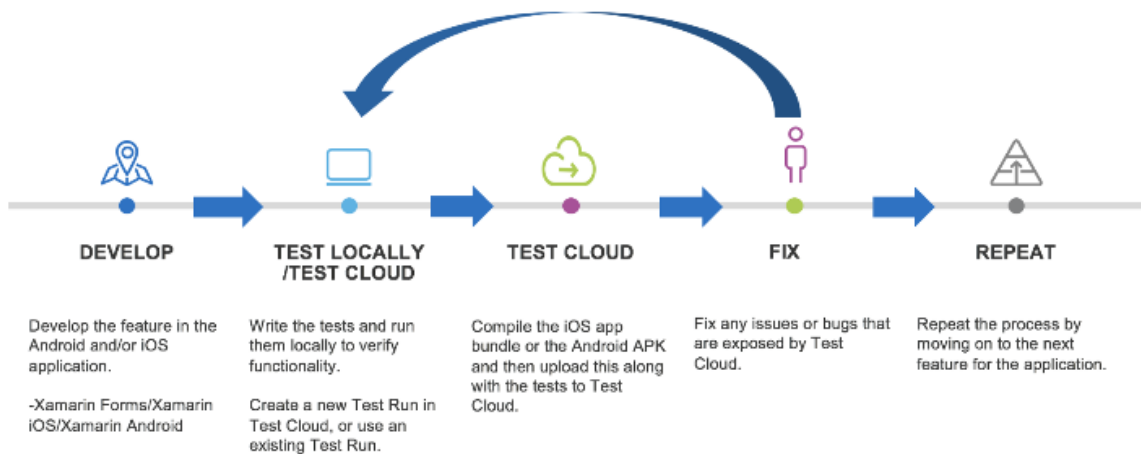 DEVELOP
Develop the feature in the
Android and/or iOS
application.
-Xamarin Forms/Xamarin
iOS/Xamarin Android
TEST LOCALLY
/TEST CLOUD
Write the tests and run
them locally to verify
functionality.
Create a new Test Run in
Test Cloud, or use an
existing Test Run.
TEST CLOUD
Compile the iOS app
bundle or the Android APK
and then upload this along
with the tests to Test
Cloud.
FIX
Fix any issues or bugs that
are exposed by Test
Cloud.
REPEAT
Repeat the process by
moving on to the next
feature for the application.